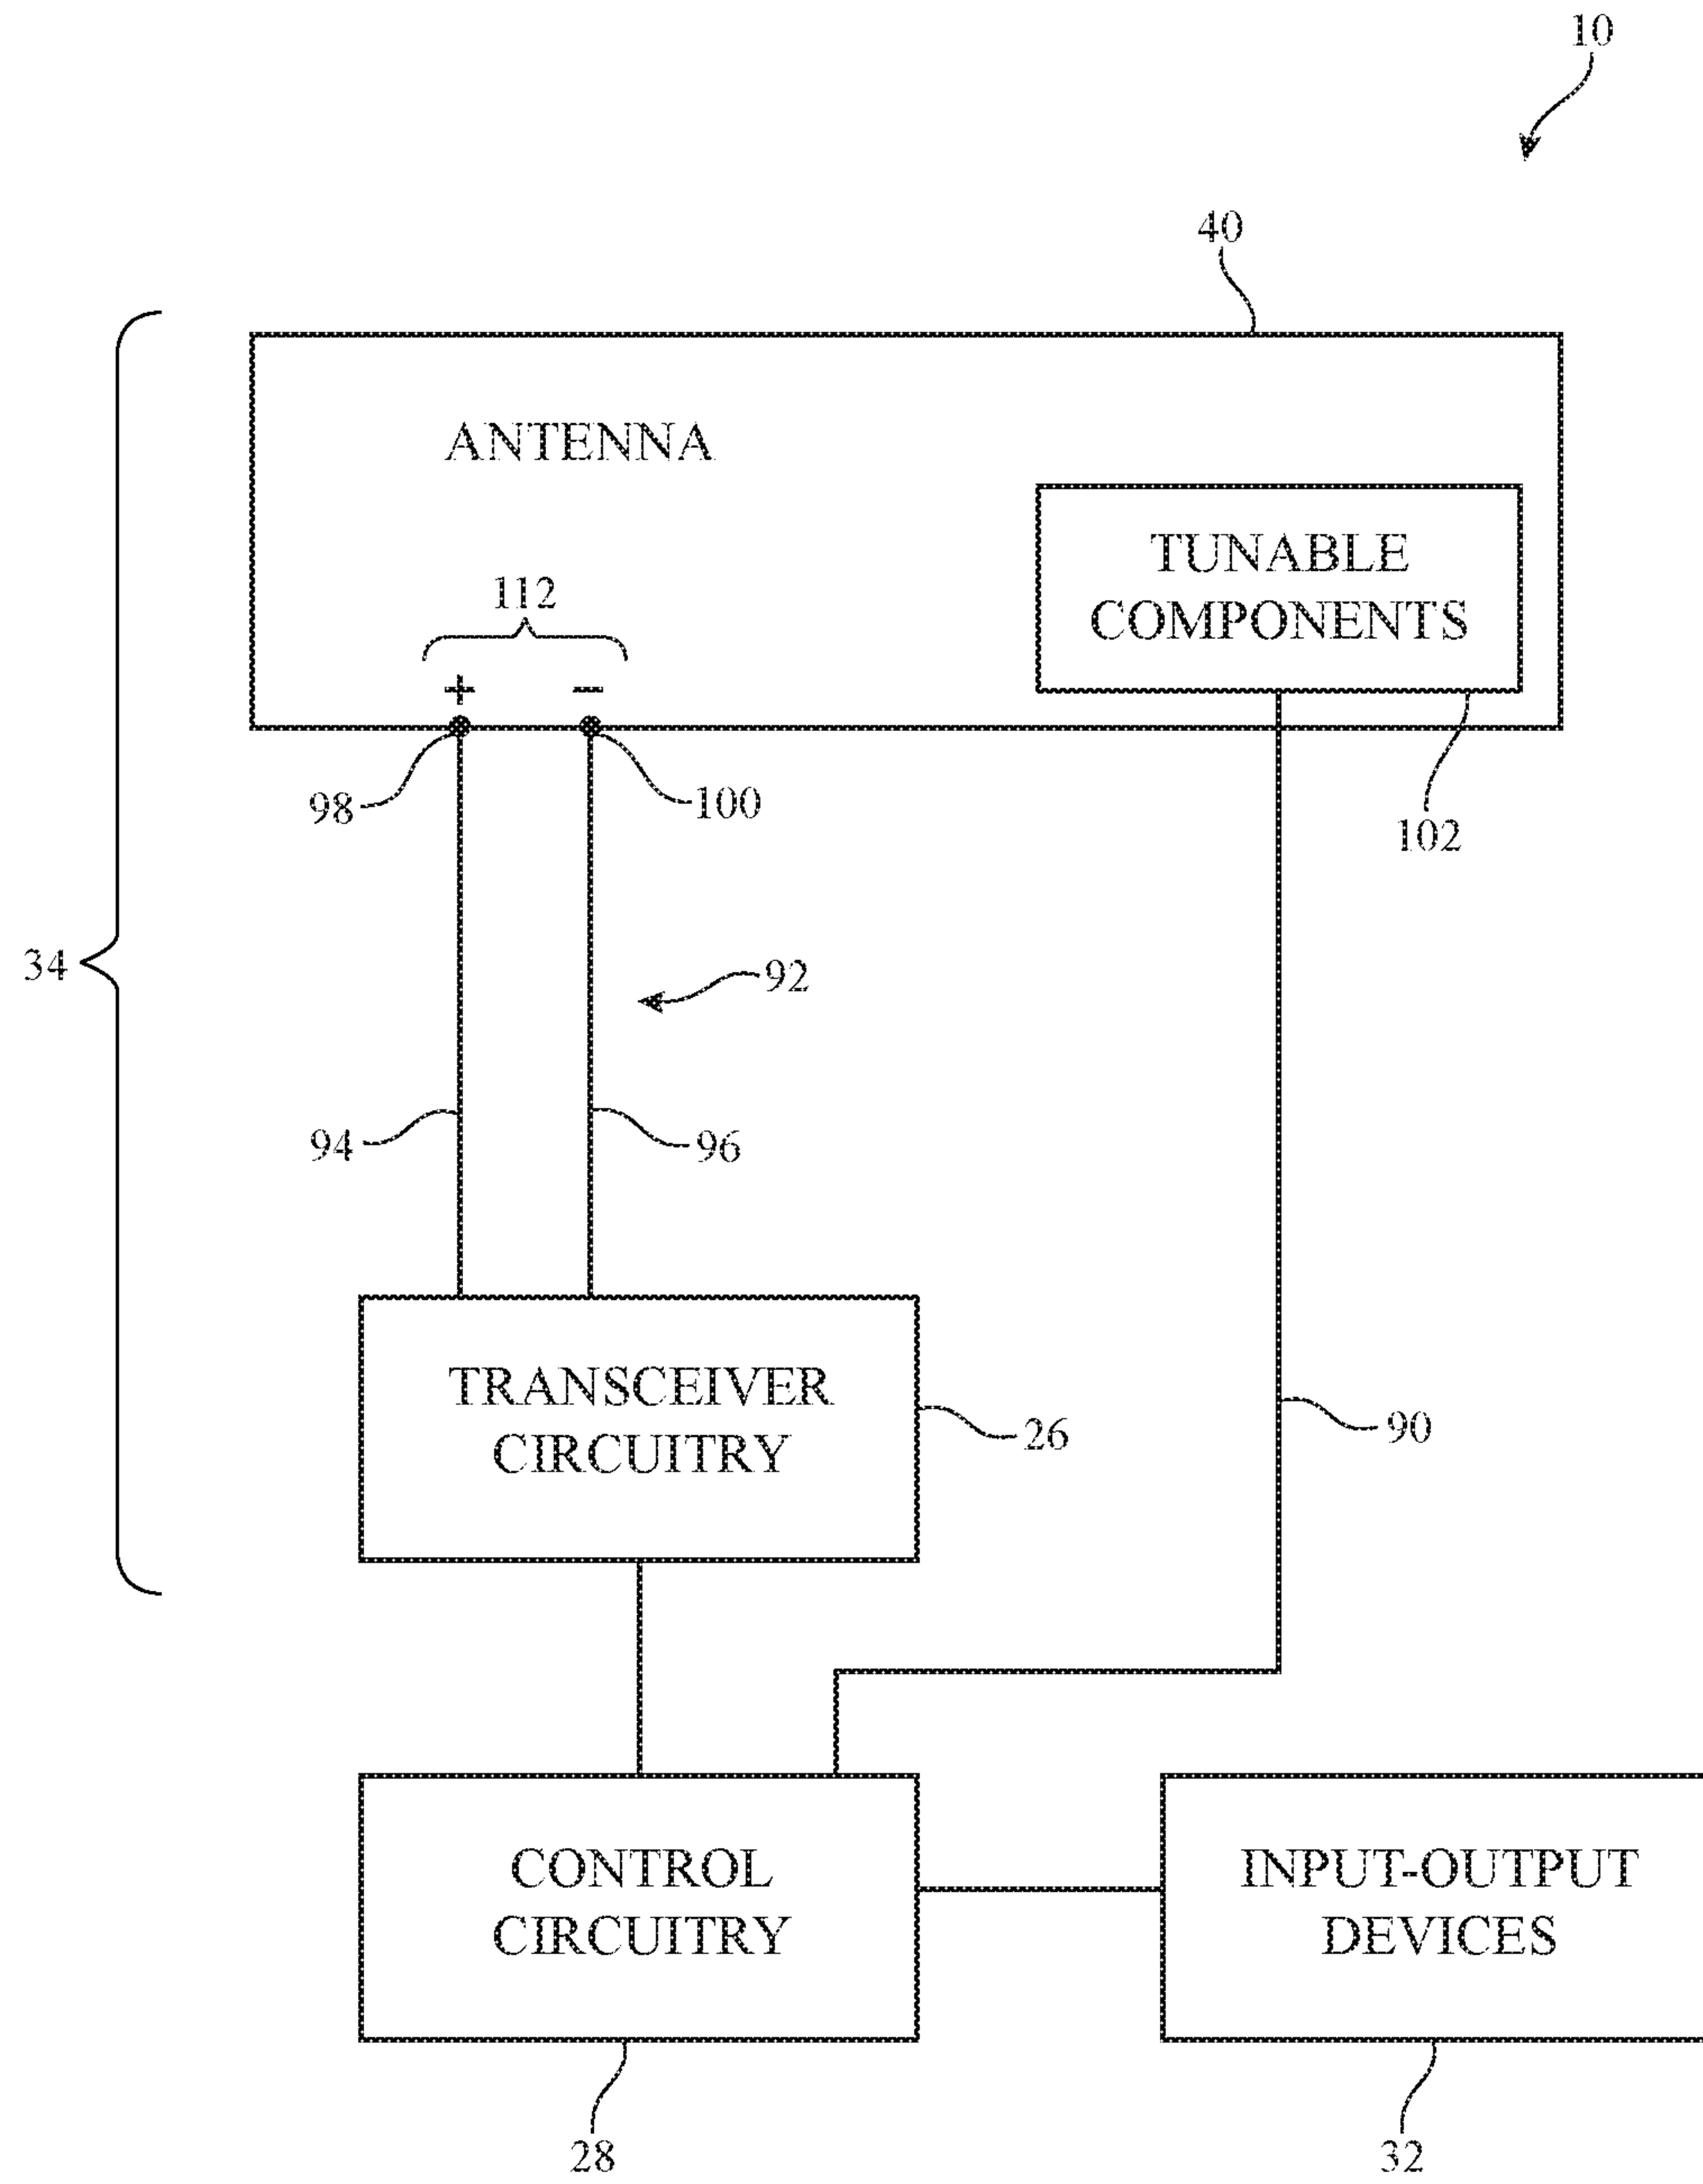 10
40
ANTENNA
TUNABLE
COMPONENTS
112
+ −
98
100
102
34
92
94
96
TRANSCEIVER
CIRCUITRY
26
90
CONTROL
CIRCUITRY
INPUT-OUTPUT
DEVICES
28
32